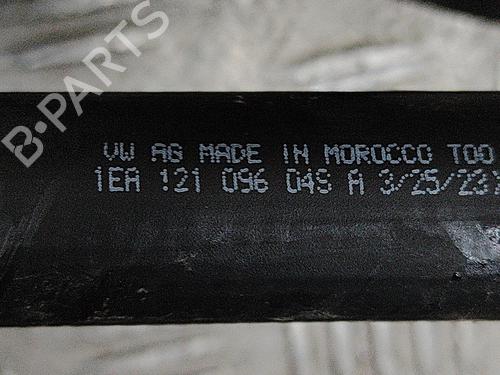 B-PARTS
VW AG MADE IN MOROCCO TOO
1EA 121 096 04S A 3/25/23